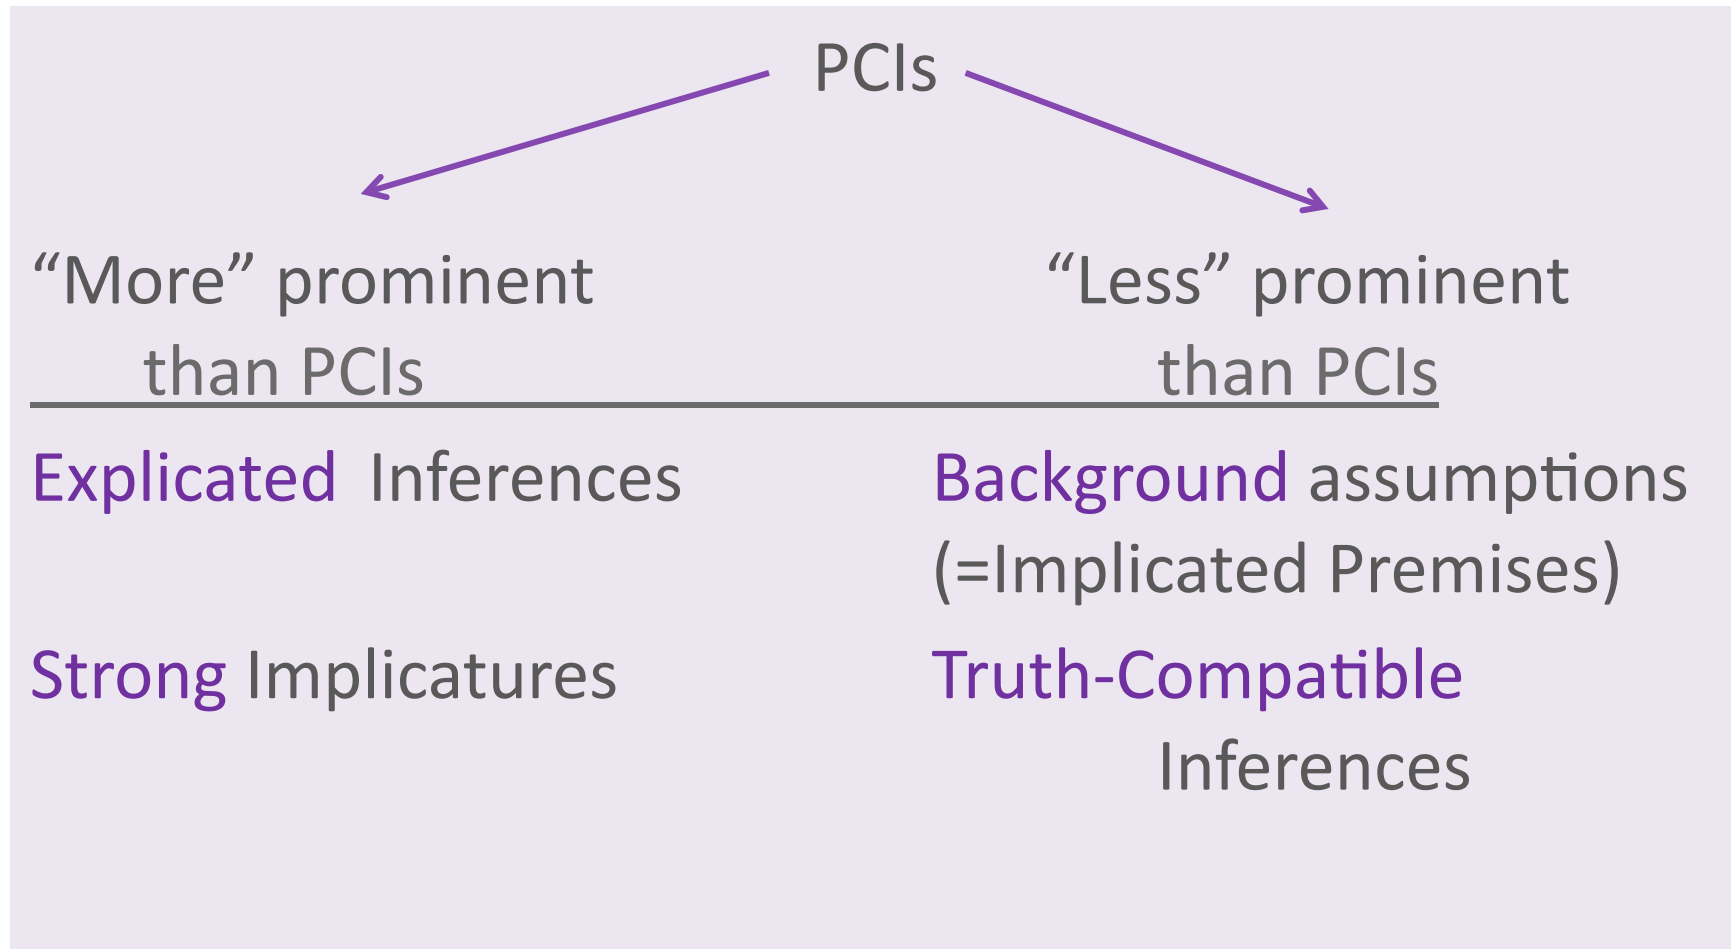 PCIs
“More” prominent “Less” prominent
than PCIs than PCIs
Explicated Inferences Background assumptions
(=Implicated Premises)
Strong Implicatures Truth-Compatible
Inferences